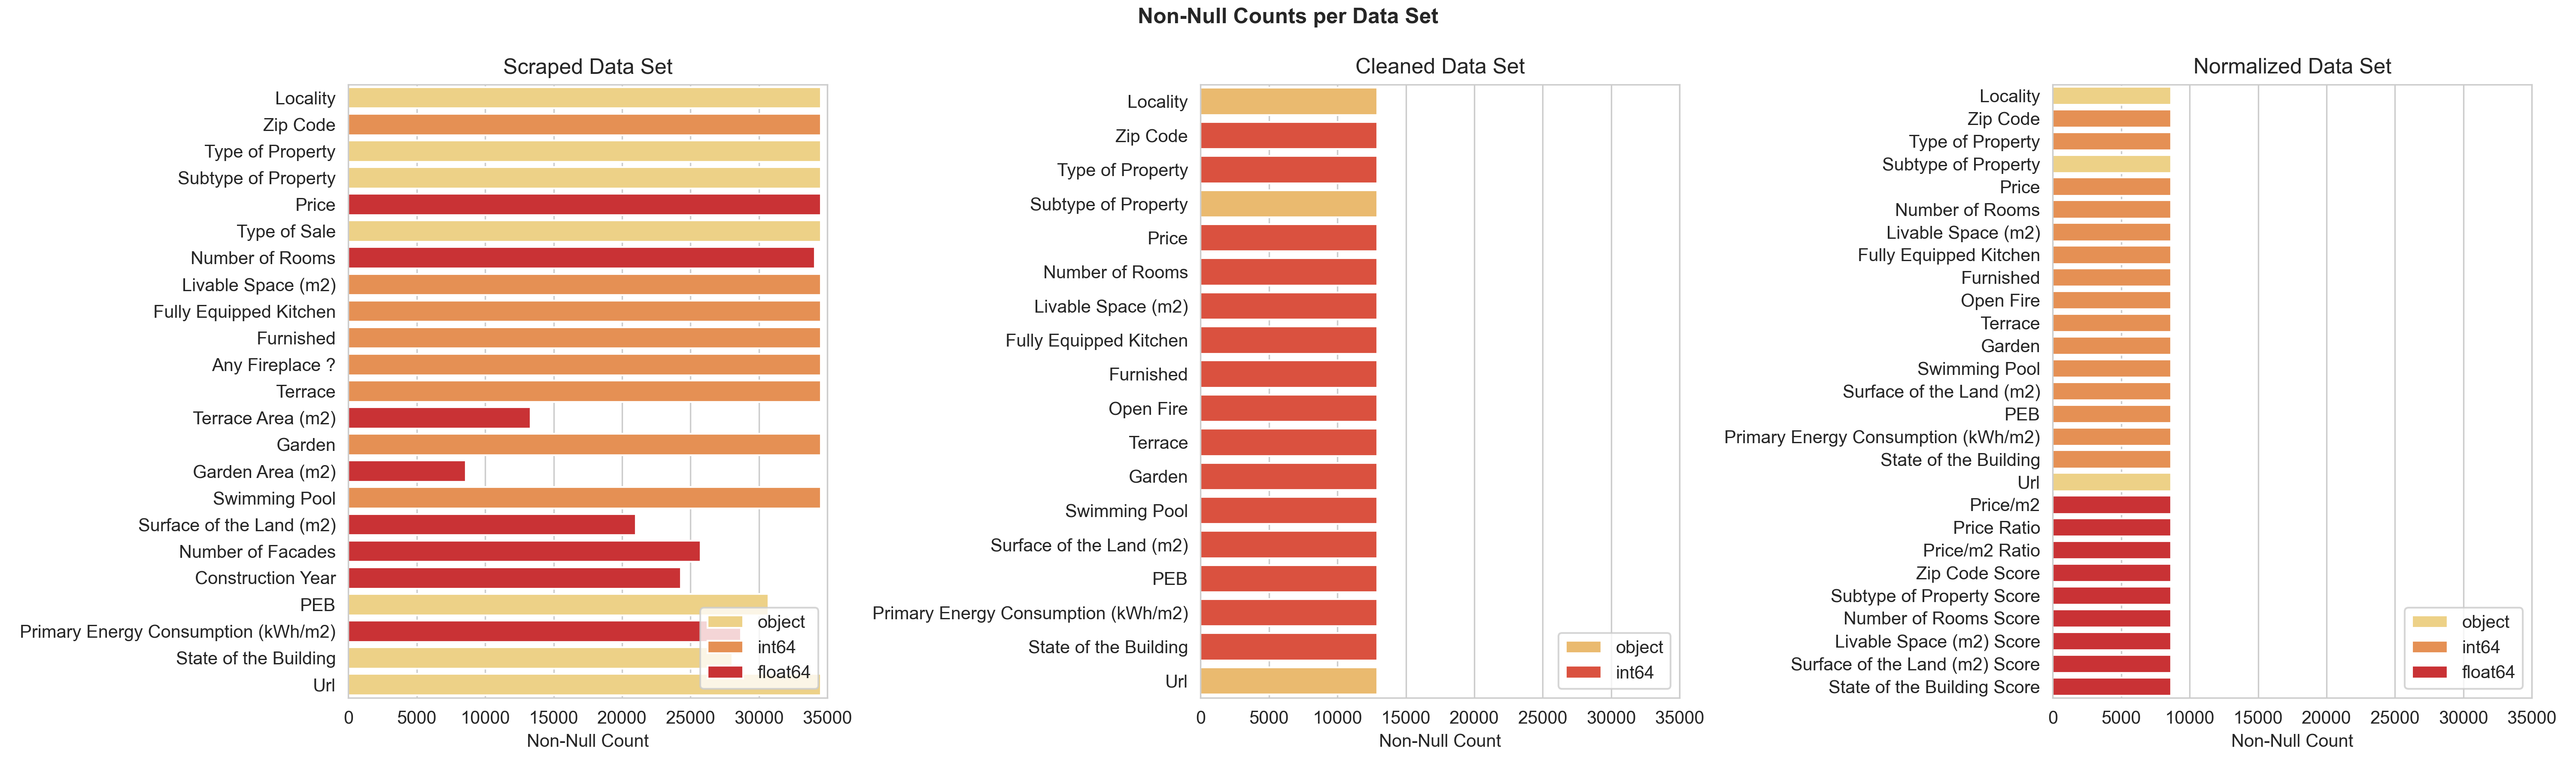 Non-Null Counts per Data Set
Scraped Data Set
Locality
Zip Code
Type of Property
Subtype of Property
Price
Type of Sale
Number of Rooms
Livable Space (m2)
Fully Equipped Kitchen
Furnished
Any Fireplace ?
Terrace
Terrace Area (m2)
Garden
Garden Area (m2)
Swimming Pool
Surface of the Land (m2)
Number of Facades
Construction Year
PEB
Primary Energy Consumption (kWh/m2)
State of the Building
Url
object
int64
float64
0 5000 10000 15000 20000 25000 30000 35000
Non-Null Count
Cleaned Data Set
Locality
Zip Code
Type of Property
Subtype of Property
Price
Number of Rooms
Livable Space (m2)
Fully Equipped Kitchen
Furnished
Open Fire
Terrace
Garden
Swimming Pool
Surface of the Land (m2)
PEB
Primary Energy Consumption (kWh/m2)
State of the Building
Url
object
int64
0 5000 10000 15000 20000 25000 30000 35000
Non-Null Count
Normalized Data Set
Locality
Zip Code
Type of Property
Subtype of Property
Price
Number of Rooms
Livable Space (m2)
Fully Equipped Kitchen
Furnished
Open Fire
Terrace
Garden
Swimming Pool
Surface of the Land (m2)
PEB
Primary Energy Consumption (kWh/m2)
State of the Building
Url
Price/m2
Price Ratio
Price/m2 Ratio
Zip Code Score
Subtype of Property Score
Number of Rooms Score
Livable Space (m2) Score
Surface of the Land (m2) Score
State of the Building Score
object
int64
float64
0 5000 10000 15000 20000 25000 30000 35000
Non-Null Count